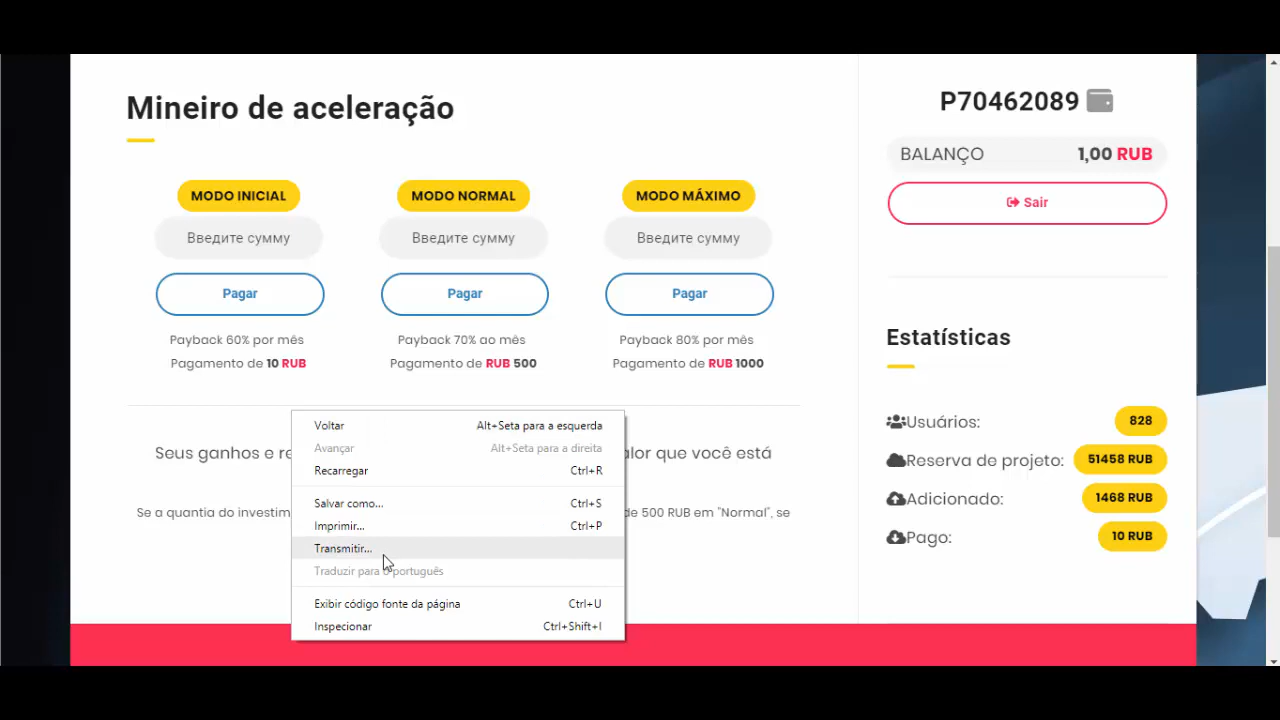 Mineiro de aceleração
MODO INICIAL
Введите сумму
Pagar
Payback 60% por mês
Pagamento de 10 RUB
MODO NORMAL
Введите сумму
Pagar
Payback 70% ao mês
Pagamento de RUB 500
MODO MÁXIMO
Введите сумму
Pagar
Payback 80% por mês
Pagamento de RUB 1000
Seus ganhos e re alor que você está
Se a quantia do investim de 500 RUB em "Normal", se
Voltar Alt+Seta para a esquerda
Avançar Alt+Seta para a direita
Recarregar Ctrl+R
Salvar como... Ctrl+S
Imprimir... Ctrl+P
Transmitir...
Traduzir para o português
Exibir código fonte da página Ctrl+U
Inspecionar Ctrl+Shift+I
P70462089
BALANÇO 1,00 RUB
Sair
Estatísticas
Usuários: 828
Reserva de projeto: 51458 RUB
Adicionado: 1468 RUB
Pago: 10 RUB